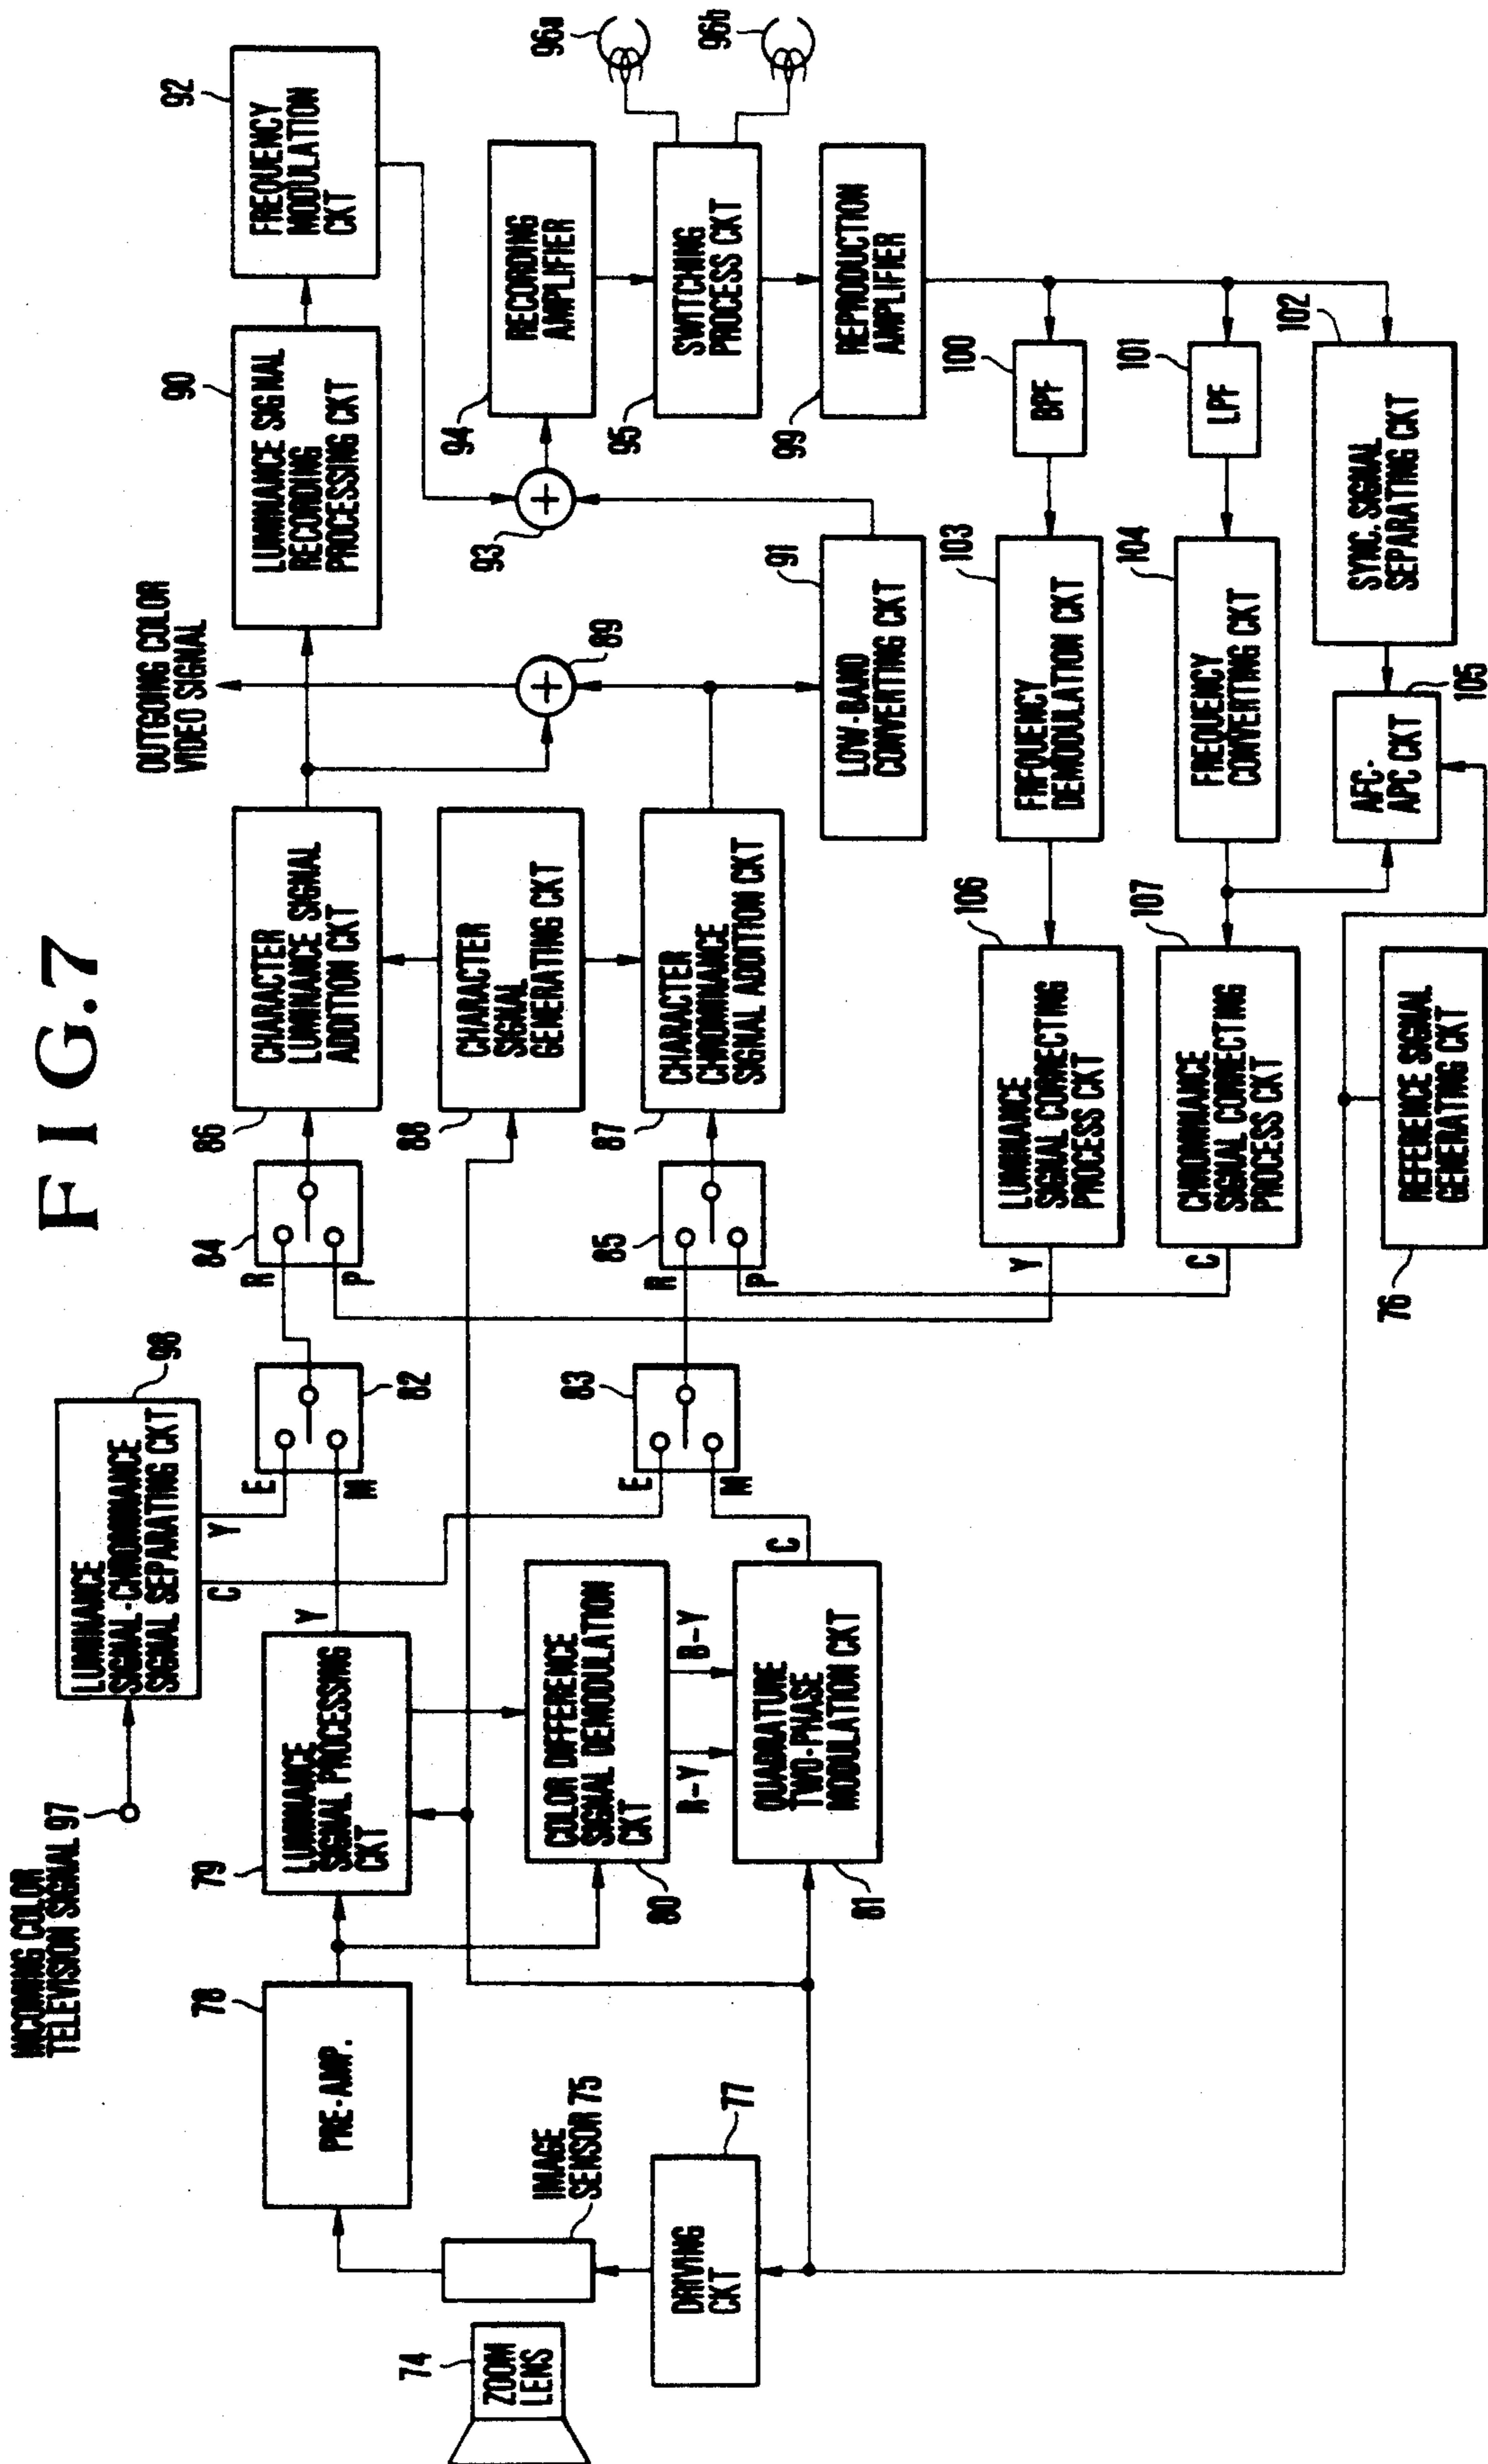 FIG.7
INCOMING COLOR
TELEVISION SIGNAL 97
LUMINANCE
SIGNAL-CHROMINANCE
SIGNAL SEPARATING CKT
98
Y
C
74
ZOOM
LENS
IMAGE
SENSOR 75
DRIVING
CKT
77
PRE-AMP.
78
LUMINANCE
SIGNAL PROCESSING
CKT
79
Y
COLOR DIFFERENCE
SIGNAL DEMODULATION
CKT
80
R-Y
B-Y
QUADRATURE
TWO-PHASE
MODULATION CKT
81
C
E
M
82
E
M
83
R
P
84
R
P
85
CHARACTER
LUMINANCE SIGNAL
ADDITION CKT
86
CHARACTER
SIGNAL
GENERATING CKT
88
CHARACTER
CHROMINANCE
SIGNAL ADDITION CKT
87
OUTGOING COLOR
VIDEO SIGNAL
89
LUMINANCE SIGNAL
RECORDING
PROCESSING CKT
90
LOW-BAND
CONVERTING CKT
91
FREQUENCY
MODULATION
CKT
92
93
RECORDING
AMPLIFIER
94
SWITCHING
PROCESS CKT
95
96a
96b
REPRODUCTION
AMPLIFIER
99
BPF
100
LPF
101
SYNC. SIGNAL
SEPARATING CKT
102
FREQUENCY
DEMODULATION CKT
103
FREQUENCY
CONVERTING CKT
104
AFC-
APC CKT
105
LUMINANCE
SIGNAL CORRECTING
PROCESS CKT
106
Y
CHROMINANCE
SIGNAL CORRECTING
PROCESS CKT
107
C
REFERENCE SIGNAL
GENERATING CKT
76